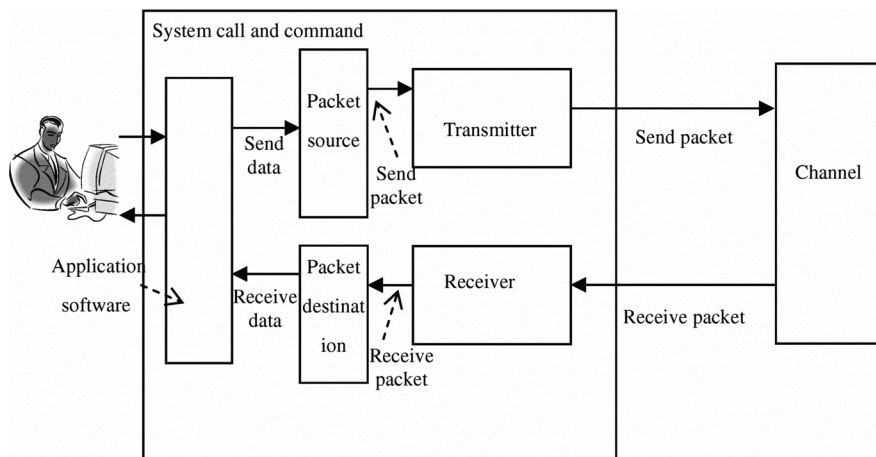 System call and command
Packet
source
Transmitter
Send
data
Send
packet
Send packet
Channel
Application
software
Receive
data
Packet
destinat
ion
Receiver
Receive
packet
Receive packet